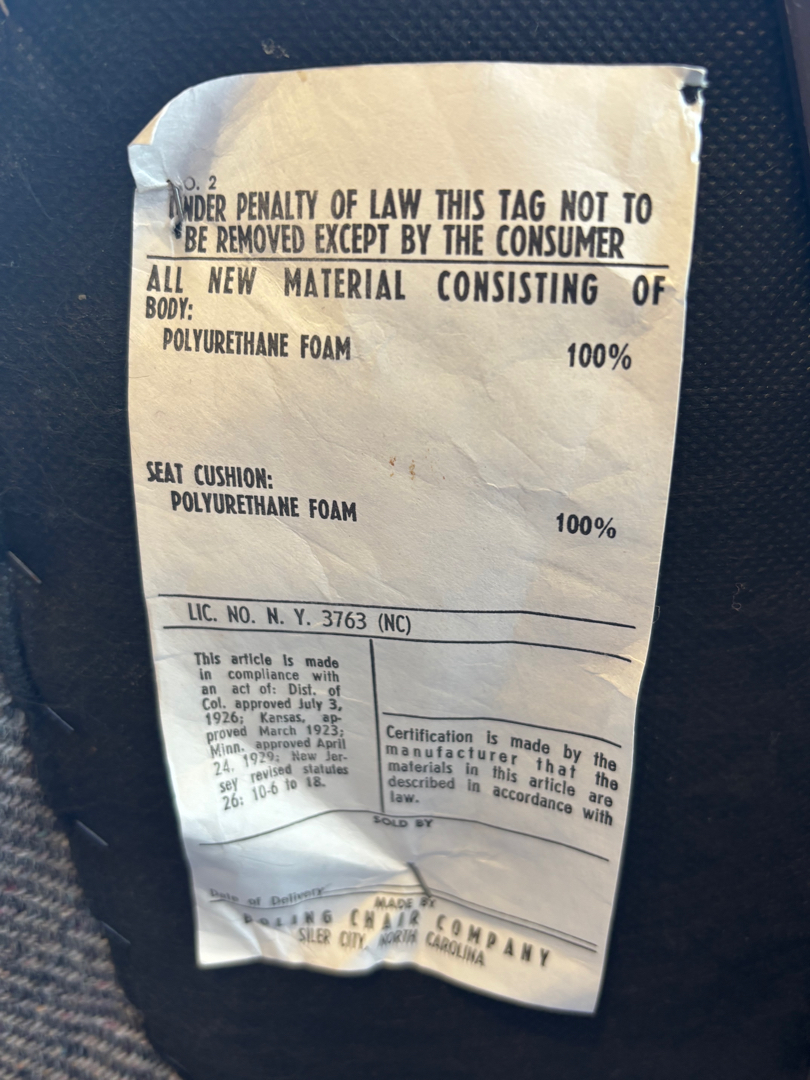 NO. 2
UNDER PENALTY OF LAW THIS TAG NOT TO
BE REMOVED EXCEPT BY THE CONSUMER
ALL NEW MATERIAL CONSISTING OF
BODY:
POLYURETHANE FOAM 100%
SEAT CUSHION:
POLYURETHANE FOAM 100%
LIC. NO. N. Y. 3763 (NC)
This article is made
in compliance with
an act of: Dist. of
Col. approved July 3,
1926; Kansas, ap-
proved March 1923;
Minn. approved April
24, 1929; New Jer-
sey revised statutes
26: 10-6 to 18.
Certification is made by the
manufacturer that the
materials in this article are
described in accordance with
law.
SOLD BY
Date of Delivery
MADE BY
BOLING CHAIR COMPANY
SILER CITY, NORTH CAROLINA